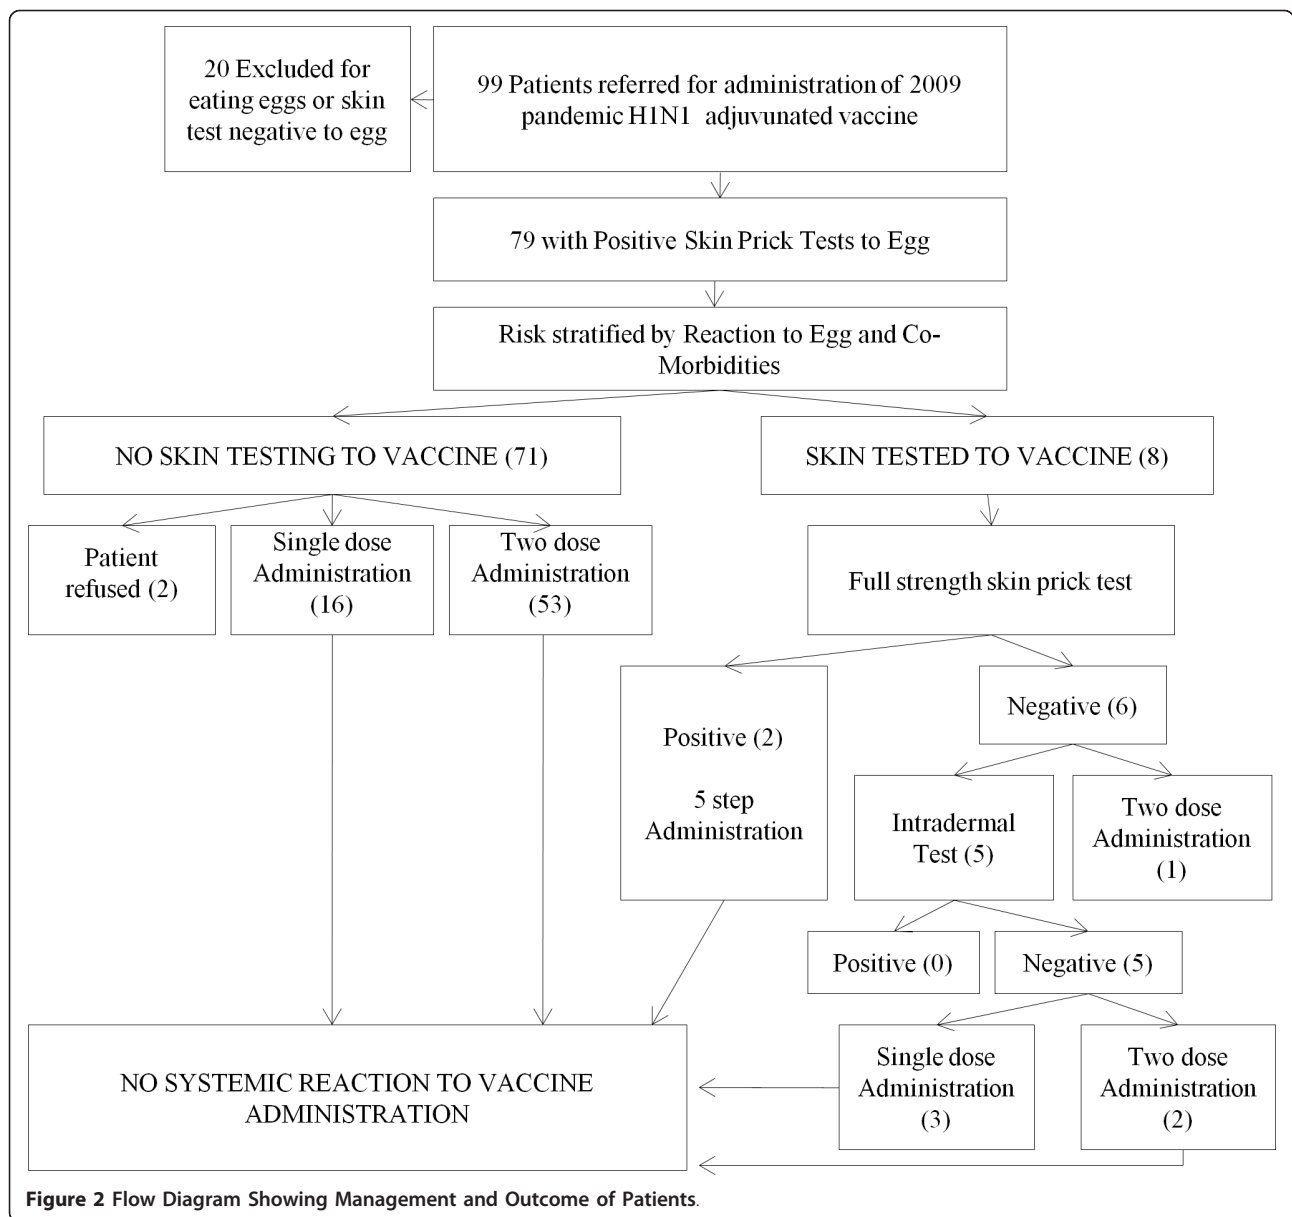 20 Excluded for
eating eggs or skin
test negative to egg
99 Patients referred for administration of 2009
pandemic H1N1 adjuvunated vaccine
79 with Positive Skin Prick Tests to Egg
Risk stratified by Reaction to Egg and Co-
Morbidities
NO SKIN TESTING TO VACCINE (71)
SKIN TESTED TO VACCINE (8)
Patient
refused (2)
Single dose
Administration
(16)
Two dose
Administration
(53)
Full strength skin prick test
Positive (2)
5 step
Administration
Negative (6)
Intradermal
Test (5)
Two dose
Administration
(1)
Positive (0)
Negative (5)
NO SYSTEMIC REACTION TO VACCINE
ADMINISTRATION
Single dose
Administration
(3)
Two dose
Administration
(2)
Figure 2 Flow Diagram Showing Management and Outcome of Patients.